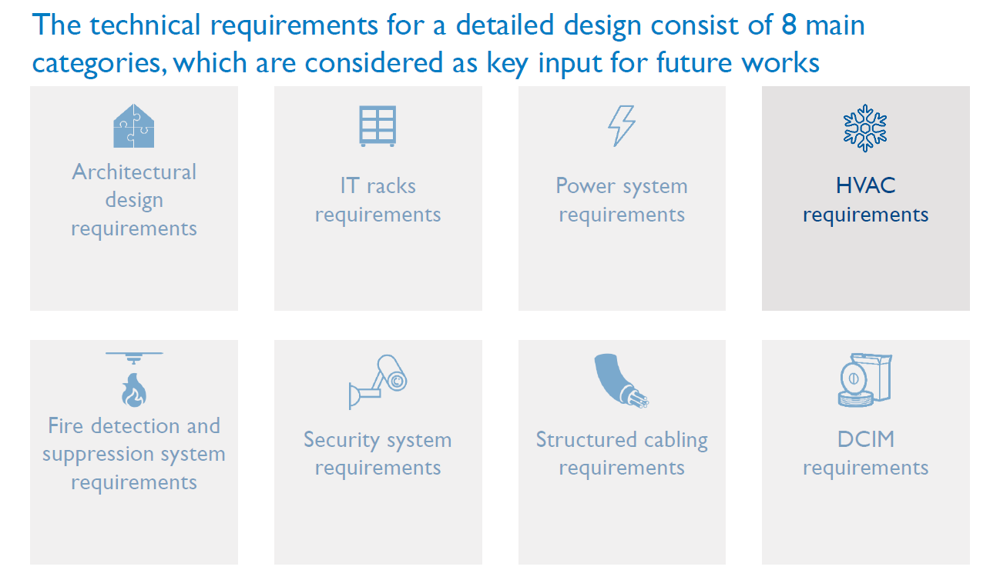 The technical requirements for a detailed design consist of 8 main
categories, which are considered as key input for future works
Architectural
design
requirements
IT racks
requirements
Power system
requirements
HVAC
requirements
Fire detection and
suppression system
requirements
Security system
requirements
Structured cabling
requirements
DCIM
requirements